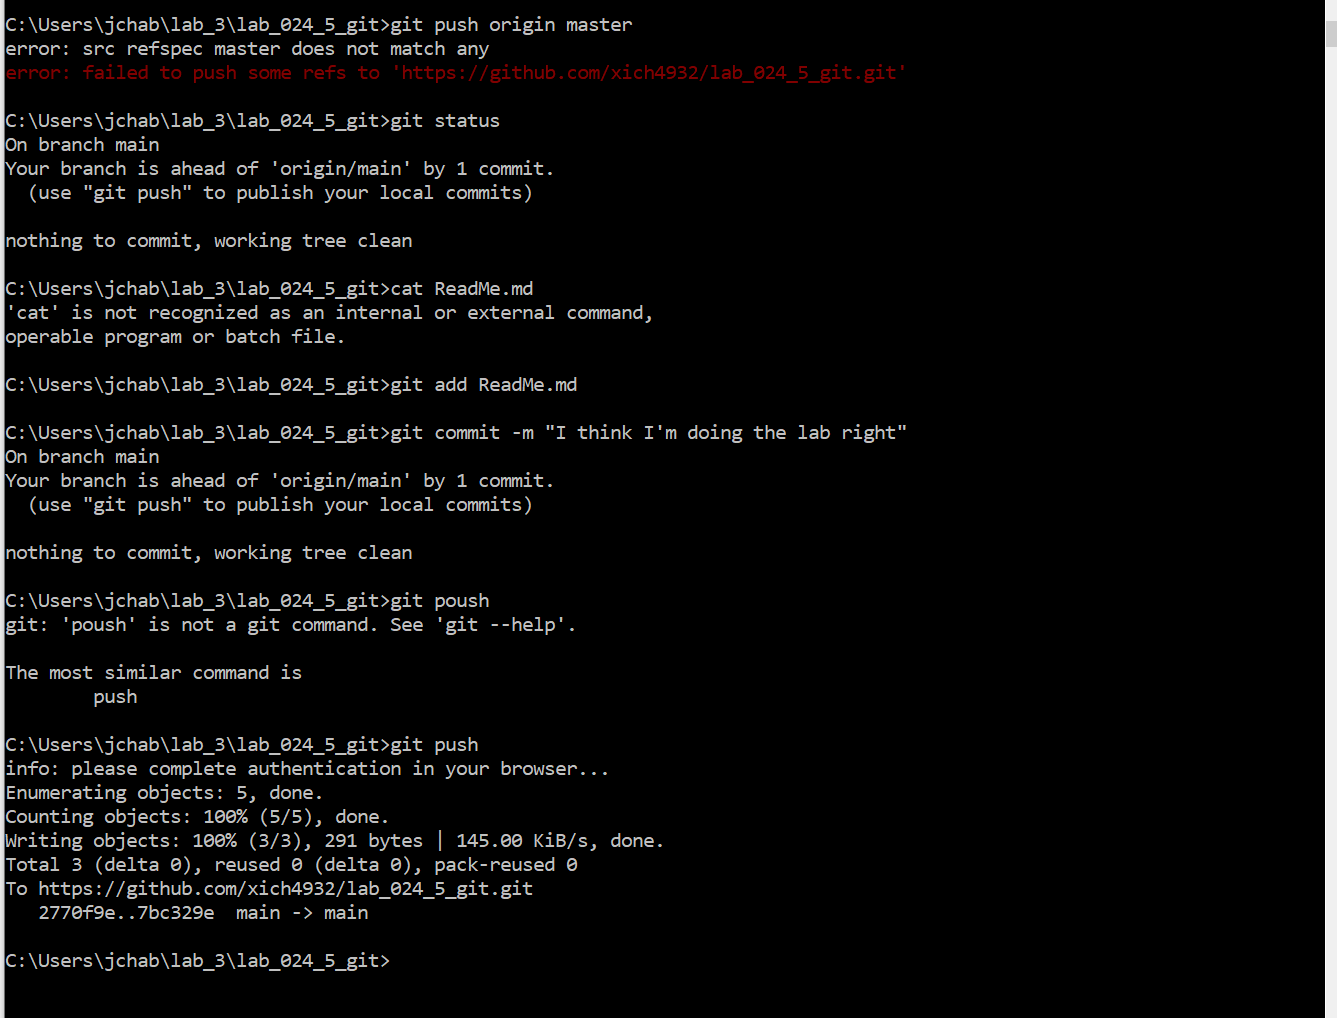 C:\Users\jchab\lab_3\lab_024_5_git>git push origin master
error: src refspec master does not match any
error: failed to push some refs to 'https://github.com/xich4932/lab_024_5_git.git'
C:\Users\jchab\lab_3\lab_024_5_git>git status
On branch main
Your branch is ahead of 'origin/main' by 1 commit.
  (use "git push" to publish your local commits)
nothing to commit, working tree clean
C:\Users\jchab\lab_3\lab_024_5_git>cat ReadMe.md
'cat' is not recognized as an internal or external command,
operable program or batch file.
C:\Users\jchab\lab_3\lab_024_5_git>git add ReadMe.md
C:\Users\jchab\lab_3\lab_024_5_git>git commit -m "I think I'm doing the lab right"
On branch main
Your branch is ahead of 'origin/main' by 1 commit.
  (use "git push" to publish your local commits)
nothing to commit, working tree clean
C:\Users\jchab\lab_3\lab_024_5_git>git poush
git: 'poush' is not a git command. See 'git --help'.
The most similar command is
        push
C:\Users\jchab\lab_3\lab_024_5_git>git push
info: please complete authentication in your browser...
Enumerating objects: 5, done.
Counting objects: 100% (5/5), done.
Writing objects: 100% (3/3), 291 bytes | 145.00 KiB/s, done.
Total 3 (delta 0), reused 0 (delta 0), pack-reused 0
To https://github.com/xich4932/lab_024_5_git.git
   2770f9e..7bc329e  main -> main
C:\Users\jchab\lab_3\lab_024_5_git>